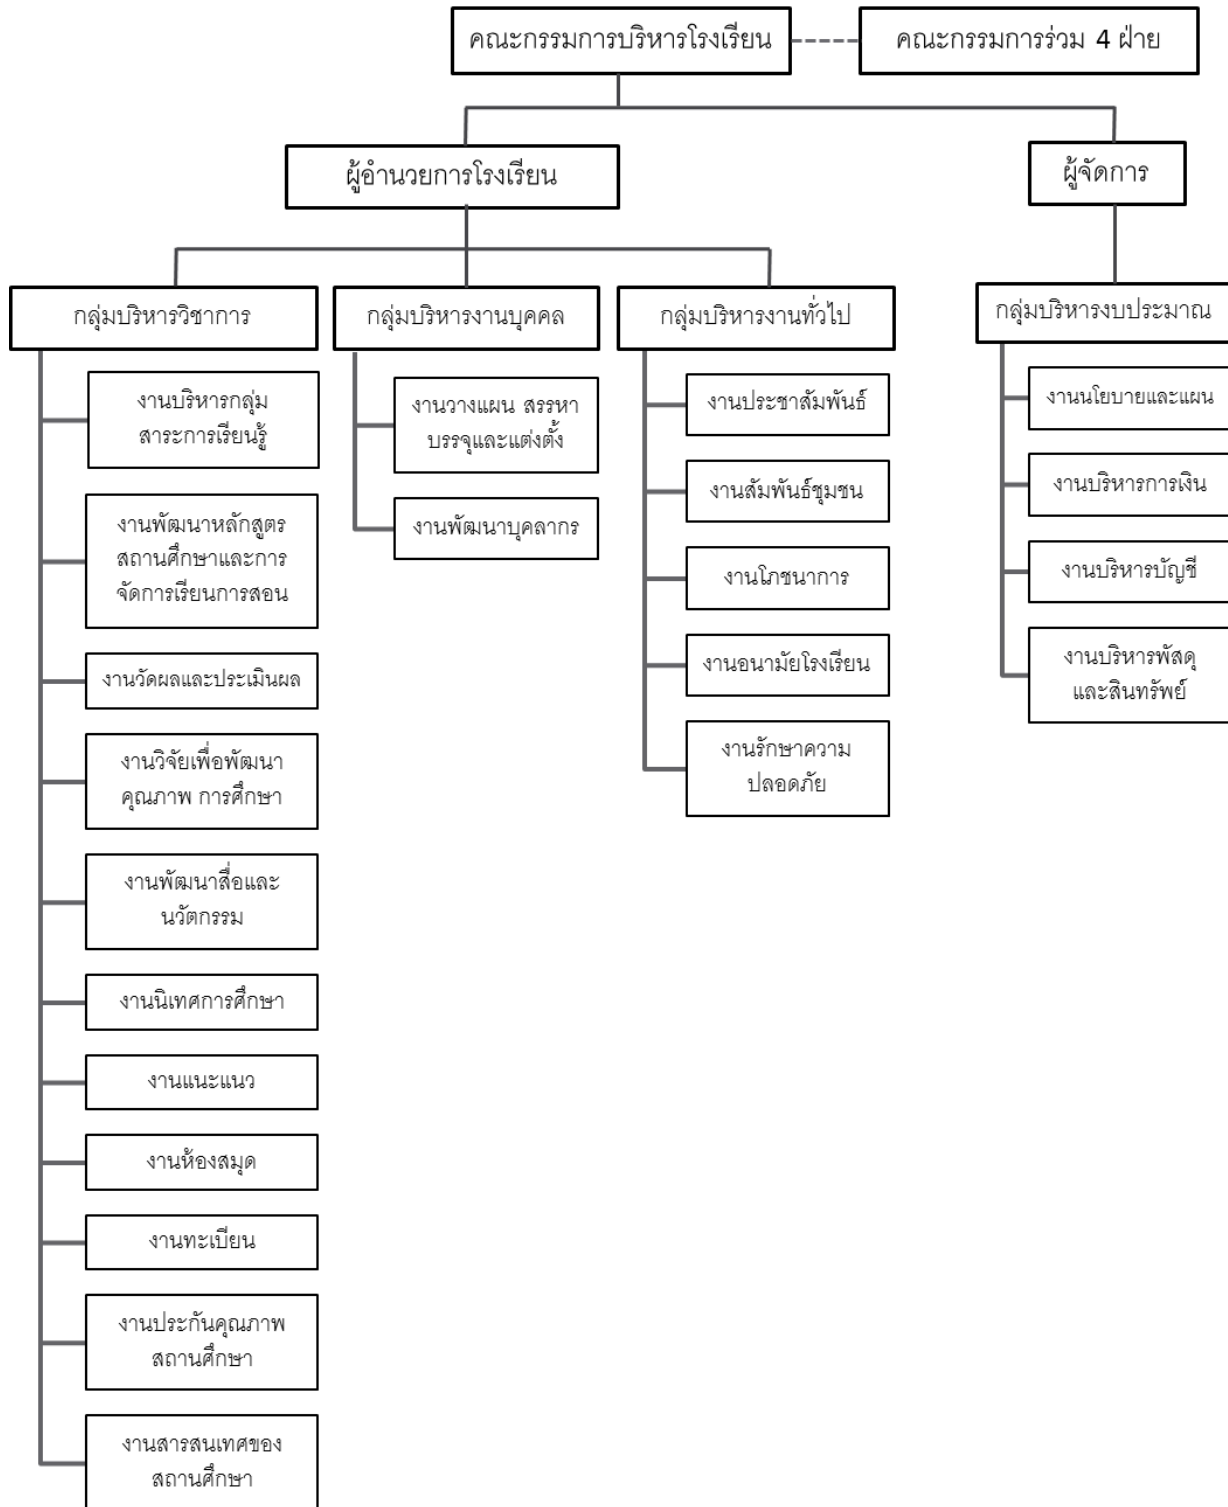 คณะกรรมการบริหารโรงเรียน
คณะกรรมการร่วม 4 ฝ่าย
ผู้อำนวยการโรงเรียน
ผู้จัดการ
กลุ่มบริหารวิชาการ
กลุ่มบริหารงานบุคคล
กลุ่มบริหารงานทั่วไป
กลุ่มบริหารงบประมาณ
งานบริหารกลุ่ม
สาระการเรียนรู้
งานพัฒนาหลักสูตร
สถานศึกษาและการ
จัดการเรียนการสอน
งานวัดผลและประเมินผล
งานวิจัยเพื่อพัฒนา
คุณภาพ การศึกษา
งานพัฒนาสื่อและ
นวัตกรรม
งานนิเทศการศึกษา
งานแนะแนว
งานห้องสมุด
งานทะเบียน
งานประกันคุณภาพ
สถานศึกษา
งานสารสนเทศของ
สถานศึกษา
งานวางแผน สรรหา
บรรจุและแต่งตั้ง
งานพัฒนาบุคลากร
งานประชาสัมพันธ์
งานสัมพันธ์ชุมชน
งานโภชนาการ
งานอนามัยโรงเรียน
งานรักษาความ
ปลอดภัย
งานนโยบายและแผน
งานบริหารการเงิน
งานบริหารบัญชี
งานบริหารพัสดุ
และสินทรัพย์